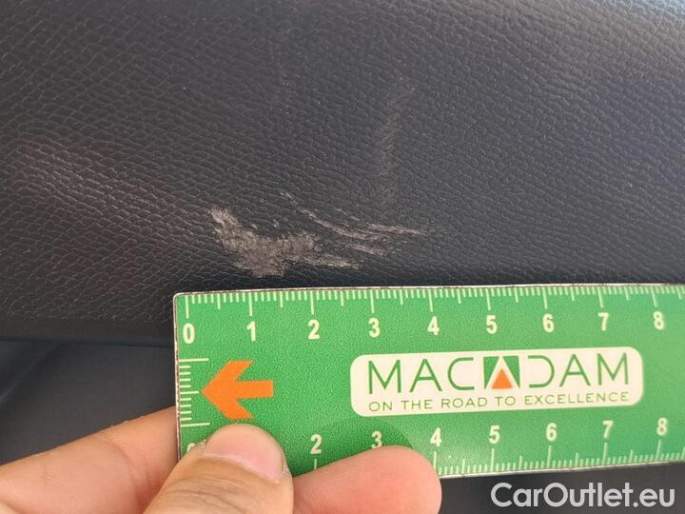 0 1 2 3 4 5 6 7 8
MACADAM
ON THE ROAD TO EXCELLENCE
2 3 4 5 6 7 8
CarOutlet.eu